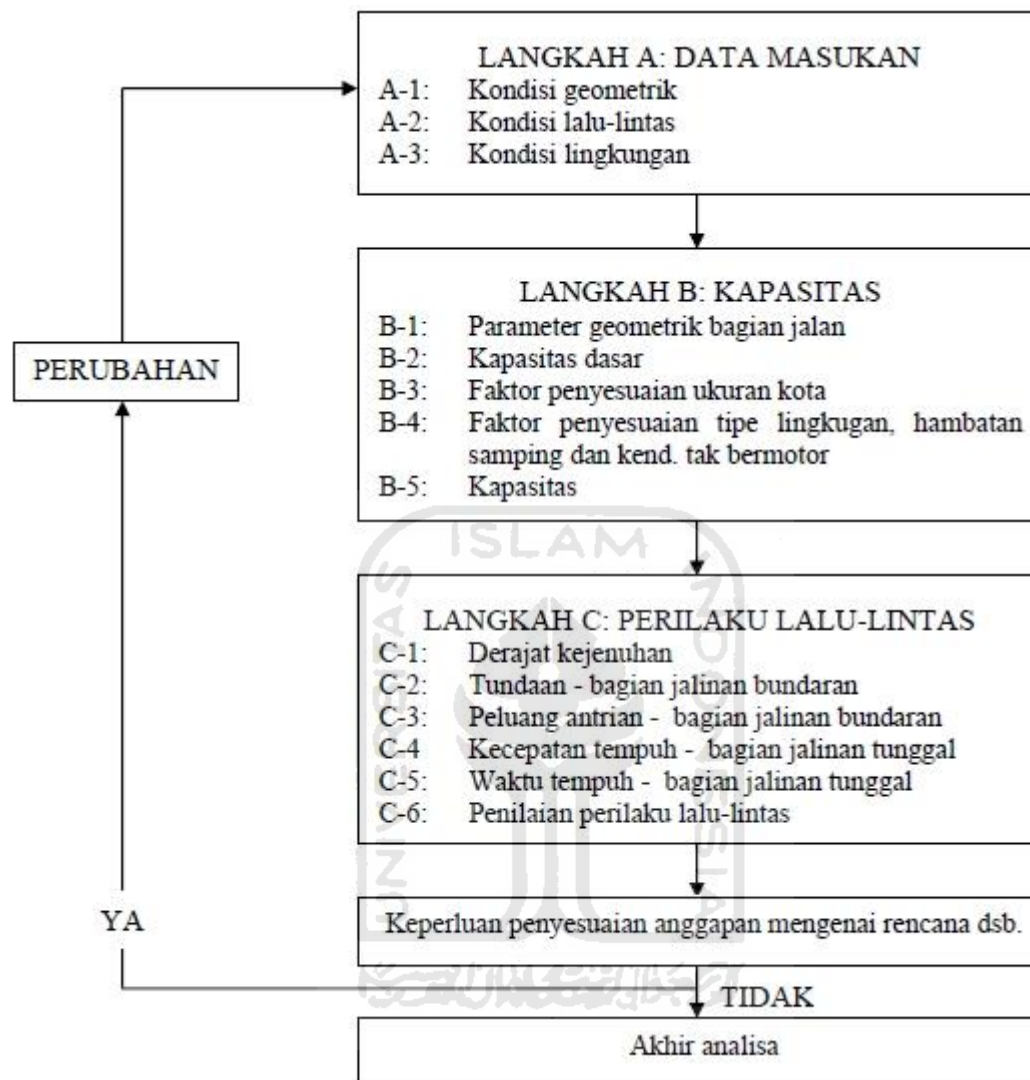 LANGKAH A: DATA MASUKAN
A-1: Kondisi geometrik
A-2: Kondisi lalu-lintas
A-3: Kondisi lingkungan
LANGKAH B: KAPASITAS
B-1: Parameter geometrik bagian jalan
B-2: Kapasitas dasar
B-3: Faktor penyesuaian ukuran kota
B-4: Faktor penyesuaian tipe lingkugan, hambatan
samping dan kend. tak bermotor
B-5: Kapasitas
PERUBAHAN
LANGKAH C: PERILAKU LALU-LINTAS
C-1: Derajat kejenuhan
C-2: Tundaan - bagian jalinan bundaran
C-3: Peluang antrian - bagian jalinan bundaran
C-4 Kecepatan tempuh - bagian jalinan tunggal
C-5: Waktu tempuh - bagian jalinan tunggal
C-6: Penilaian perilaku lalu-lintas
Keperluan penyesuaian anggapan mengenai rencana dsb.
YA
TIDAK
Akhir analisa
UNIVERSITAS
ISLAM
INDONESIA